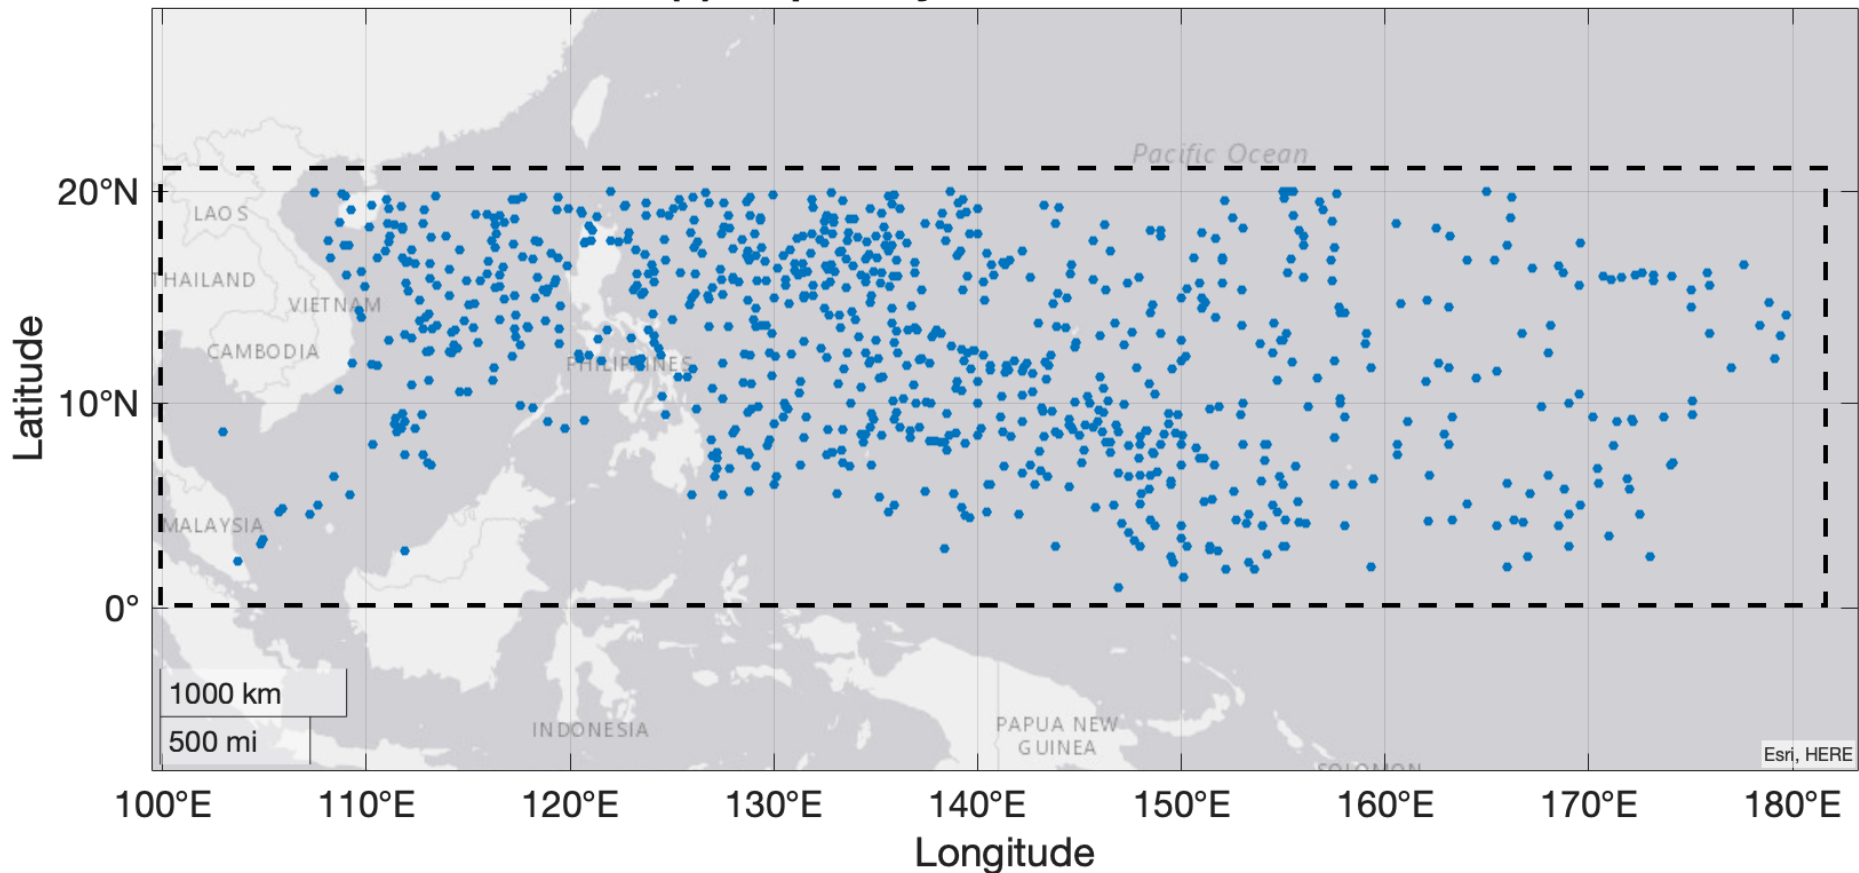 Pacific Ocean
20°N
LAOS
THAILAND
VIETNAM
CAMBODIA
PHILIPPINES
10°N
Latitude
MALAYSIA
0°
1000 km
500 mi
INDONESIA
PAPUA NEW
GUINEA
Esri, HERE
100°E 110°E 120°E 130°E 140°E 150°E 160°E 170°E 180°E
Longitude